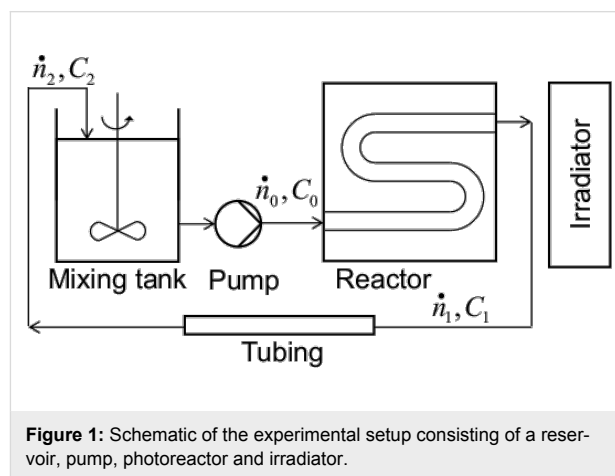 ṅ₂, C₂
ṅ₀, C₀
Irradiator
Mixing tank
Pump
Reactor
ṅ₁, C₁
Tubing
Figure 1: Schematic of the experimental setup consisting of a reser-
voir, pump, photoreactor and irradiator.